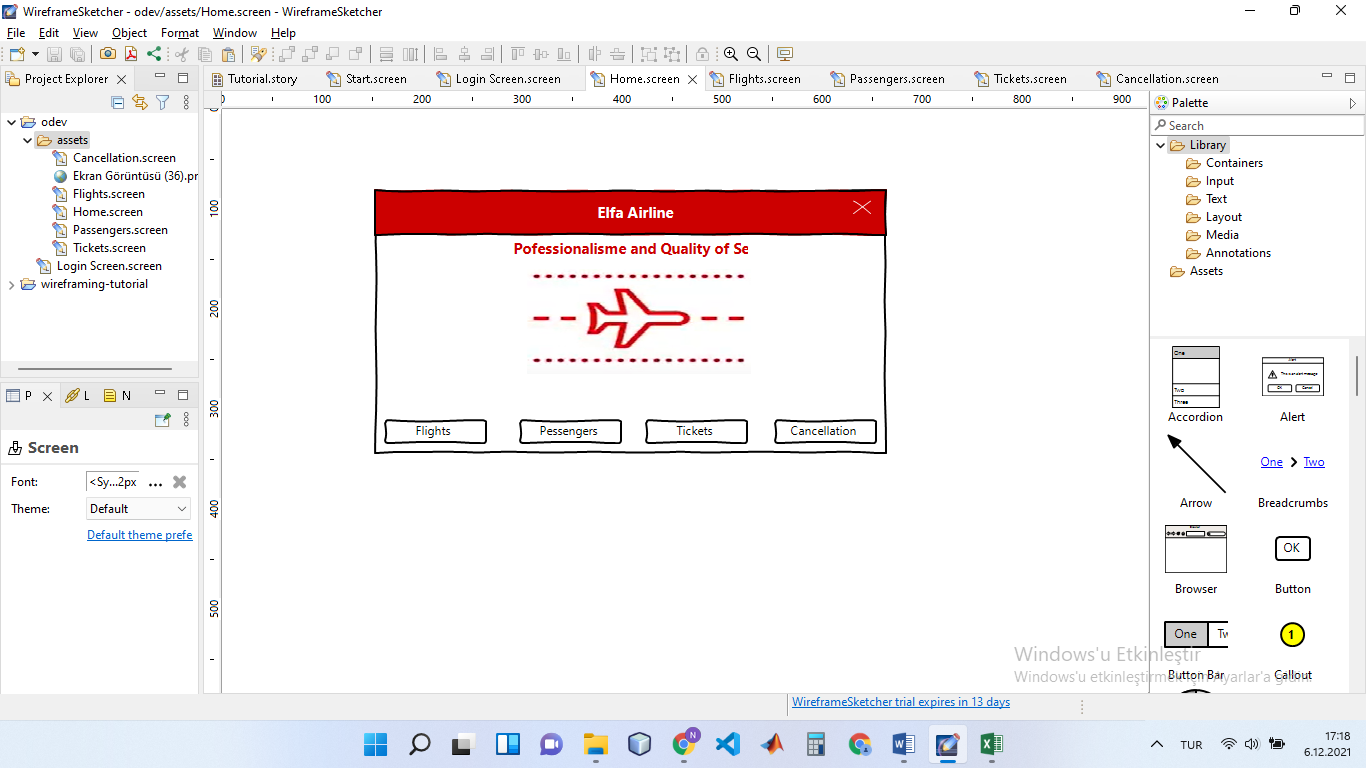 WireframeSketcher - odev/assets/Home.screen - WireframeSketcher
File Edit View Object Format Window Help
Project Explorer
Tutorial.story Start.screen Login Screen.screen Home.screen Flights.screen Passengers.screen Tickets.screen Cancellation.screen
0 100 200 300 400 500 600 700 800 900
0
100
200
300
400
500
odev
assets
Cancellation.screen
Ekran Görüntüsü (36).pr
Flights.screen
Home.screen
Passengers.screen
Tickets.screen
Login Screen.screen
wireframing-tutorial
P L N
Screen
Font: <Sy...2px ...
Theme: Default
Default theme prefe
Elfa Airline
Pofessionalisme and Quality of Se
Flights Pessengers Tickets Cancellation
Palette
Search
Library
Containers
Input
Text
Layout
Media
Annotations
Assets
One
Two
Three
Accordion
Alert
This is an alert message
OK Cancel
Alert
Arrow
One Two
Breadcrumbs
Browser
OK
Button
One Tw
Button Bar
1
Callout
Windows'u Etkinleştir
Windows'u etkinleştirmek için Ayarlar'a gidin.
WireframeSketcher trial expires in 13 days
N
TUR
17:18
6.12.2021